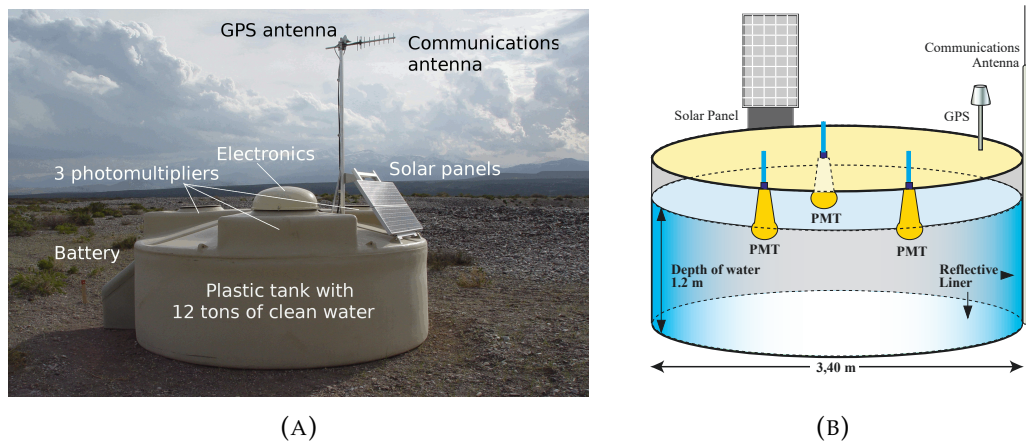 GPS antenna
Communications
antenna
Electronics
3 photomultipliers
Solar panels
Battery
Plastic tank with
12 tons of clean water
(A)
Communications
Antenna
Solar Panel
GPS
PMT
PMT
PMT
Depth of water
1.2 m
Reflective
Liner
3,40 m
(B)